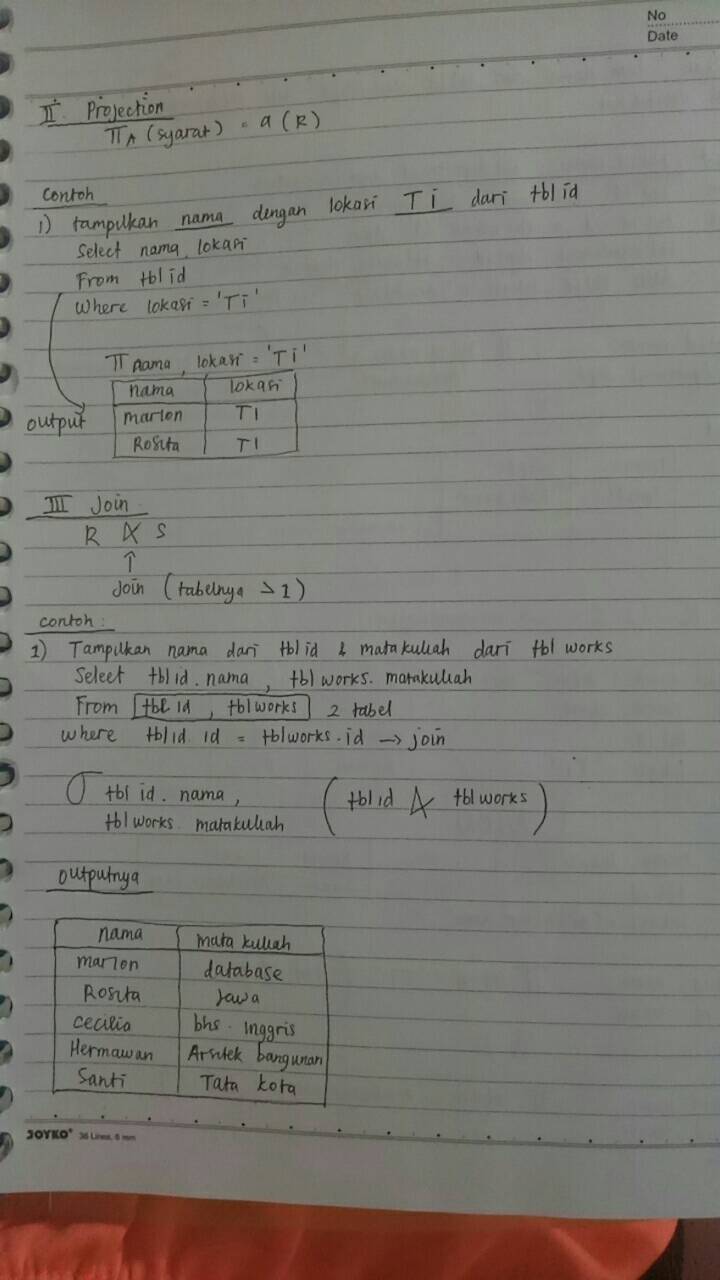 No
Date
II. Projection
π A (syarat) = a (R)
Contoh
1) tampilkan nama dengan lokasi Ti dari tbl id
Select nama, lokasi
From tbl id
Where lokasi = 'Ti'
π nama, lokasi = 'Ti'
nama lokasi
output marlon TI
Rosita TI
III Join
R ⋈ S
↑
Join (tabelnya > 1)
contoh :
1) Tampilkan nama dari tbl id & matakuliah dari tbl works
Select tbl id. nama, tbl works. matakuliah
From tbl id, tbl works 2 tabel
where tbl id. id = tbl works. id → join
σ tbl id. nama, (tbl id ⋈ tbl works)
tbl works. matakuliah
outputnya
nama mata kuliah
marlon database
Rosita Jawa
cecilia bhs. Inggris
Hermawan Arsitek bangunan
Santi Tata kota
JOYKO 36 Lines, 8 mm